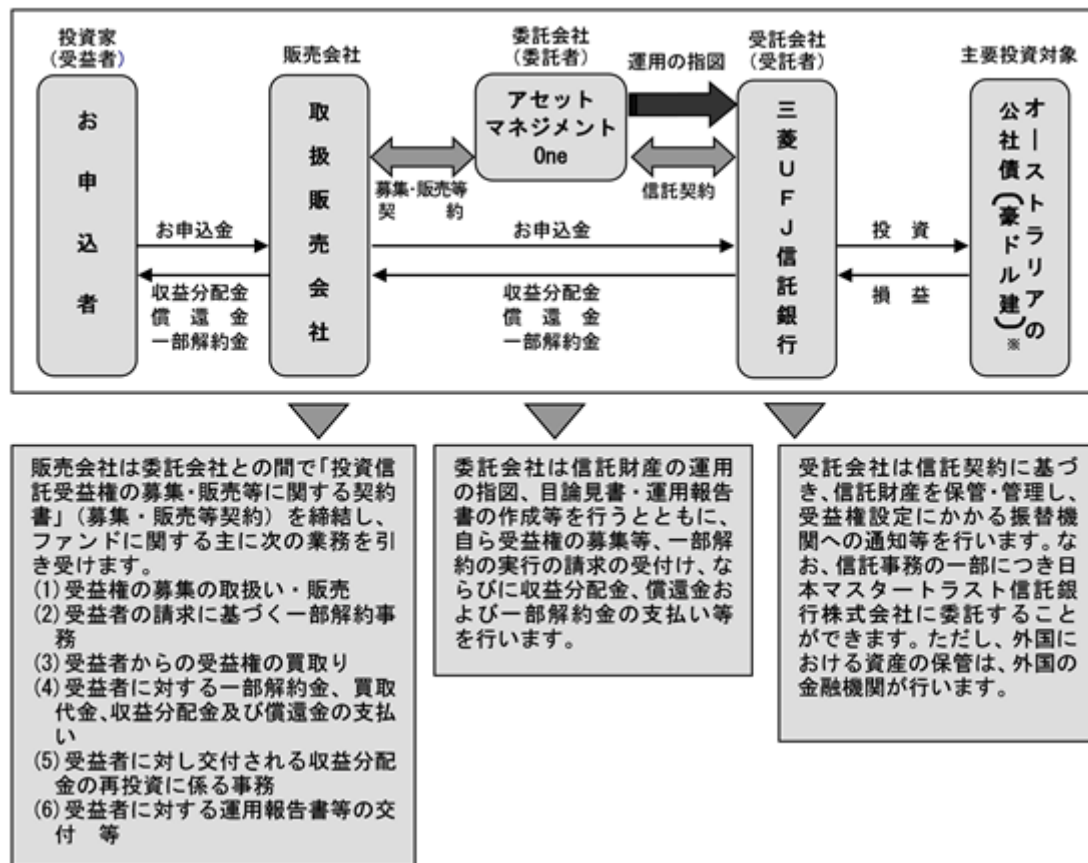 投資家
(受益者)
お申込者
販売会社
取扱販売会社
委託会社
(委託者)
アセット
マネジメント
One
運用の指図
受託会社
(受託者)
三菱UFJ信託銀行
主要投資対象
オーストラリアの
公社債(豪ドル建)※
募集・販売等
契 約
信託契約
お申込金
収益分配金
償 還 金
一部解約金
お申込金
収益分配金
償 還 金
一部解約金
投 資
損 益
販売会社は委託会社との間で「投資信
託受益権の募集・販売等に関する契約
書」(募集・販売等契約)を締結し、
ファンドに関する主に次の業務を引
き受けます。
(1)受益権の募集の取扱い・販売
(2)受益者の請求に基づく一部解約事
務
(3)受益者からの受益権の買取り
(4)受益者に対する一部解約金、買取
代金、収益分配金及び償還金の支払
い
(5)受益者に対し交付される収益分配
金の再投資に係る事務
(6)受益者に対する運用報告書等の交
付 等
委託会社は信託財産の運用
の指図、目論見書・運用報告
書の作成等を行うとともに、
自ら受益権の募集等、一部解
約の実行の請求の受付け、な
らびに収益分配金、償還金お
よび一部解約金の支払い等
を行います。
受託会社は信託契約に基づ
き、信託財産を保管・管理し、
受益権設定にかかる振替機
関への通知等を行います。な
お、信託事務の一部につき日
本マスタートラスト信託銀
行株式会社に委託すること
ができます。ただし、外国に
おける資産の保管は、外国の
金融機関が行います。